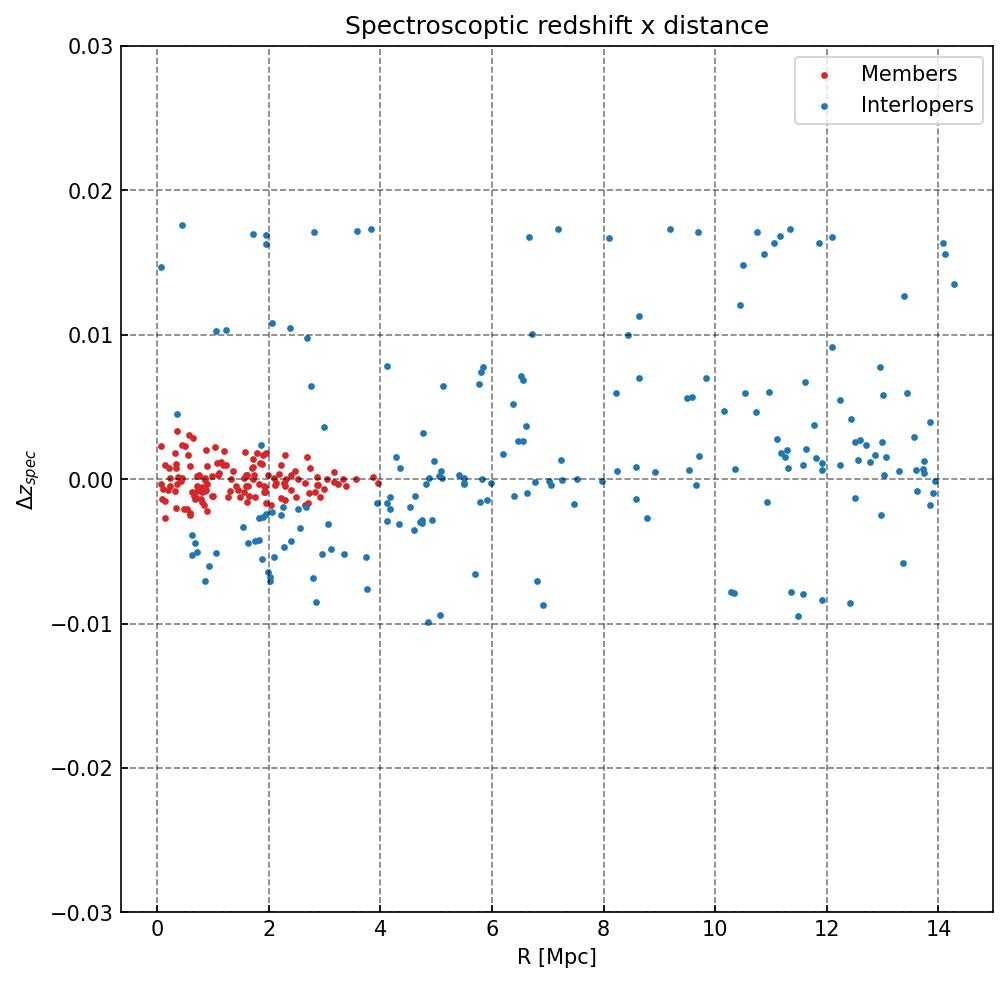 Spectroscoptic redshift x distance
Members
Interlopers
0.03
0.02
0.01
0.00
−0.01
−0.02
−0.03
Δz_spec
0 2 4 6 8 10 12 14
R [Mpc]